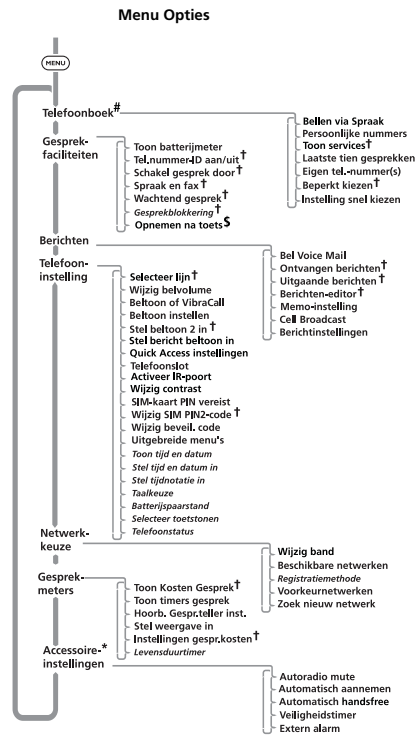 Menu Opties
MENU
Telefoonboek#
Bellen via Spraak
Persoonlijke nummers
Toon services†
Laatste tien gesprekken
Eigen tel.-nummer(s)
Beperkt kiezen†
Instelling snel kiezen
Gesprek-
faciliteiten
Toon batterijmeter
Tel.nummer-ID aan/uit†
Schakel gesprek door†
Spraak en fax†
Wachtend gesprek†
Gesprekblokkering†
Opnemen na toets$
Berichten
Bel Voice Mail
Ontvangen berichten†
Uitgaande berichten†
Berichten-editor†
Memo-instelling
Cell Broadcast
Berichtinstellingen
Telefoon-
instelling
Selecteer lijn†
Wijzig belvolume
Beltoon of VibraCall
Beltoon instellen
Stel beltoon 2 in†
Stel bericht beltoon in
Quick Access instellingen
Telefoonslot
Activeer IR-poort
Wijzig contrast
SIM-kaart PIN vereist
Wijzig SIM PIN2-code†
Wijzig beveil. code
Uitgebreide menu's
Toon tijd en datum
Stel tijd en datum in
Stel tijdnotatie in
Taalkeuze
Batterijspaarstand
Selecteer toetstonen
Telefoonstatus
Netwerk-
keuze
Wijzig band
Beschikbare netwerken
Registratiemethode
Voorkeurnetwerken
Zoek nieuw netwerk
Gesprek-
meters
Toon Kosten Gesprek†
Toon timers gesprek
Hoorb. Gespr.teller inst.
Stel weergave in
Instellingen gespr.kosten†
Levensduurtimer
Accessoire-*
instellingen
Autoradio mute
Automatisch aannemen
Automatisch handsfree
Veiligheidstimer
Extern alarm